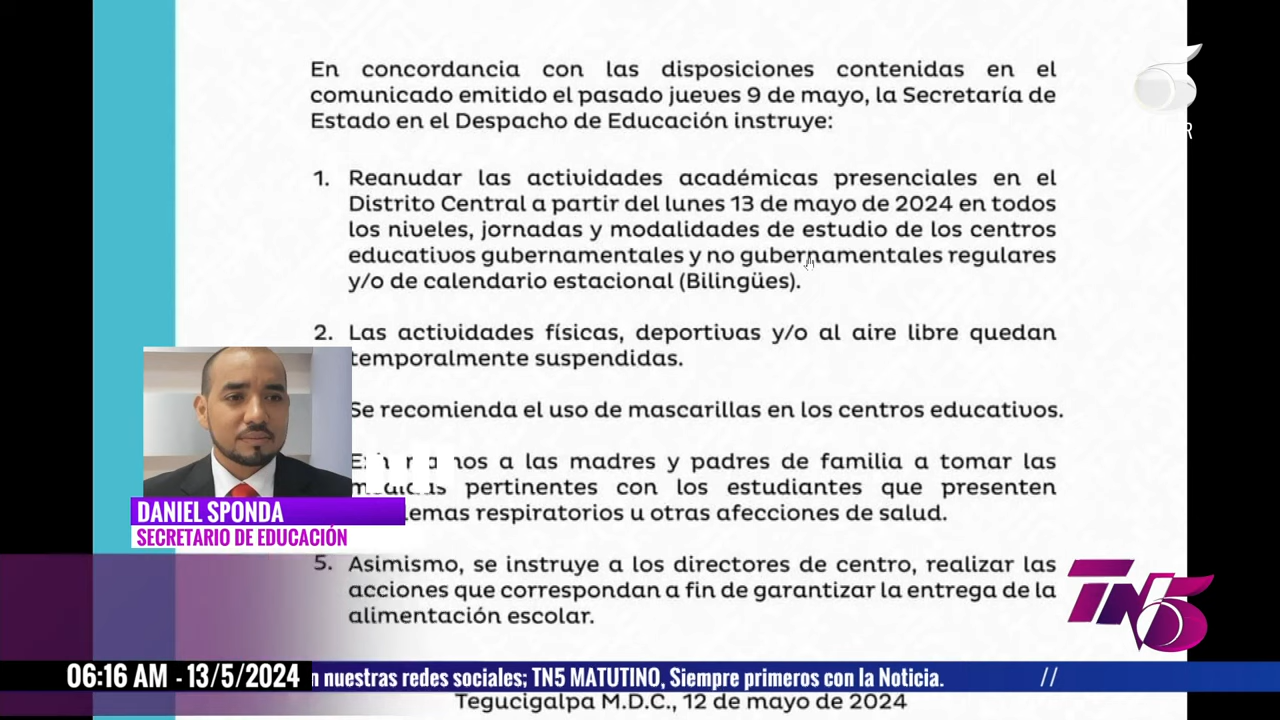 En concordancia con las disposiciones contenidas en el
comunicado emitido el pasado jueves 9 de mayo, la Secretaría de
Estado en el Despacho de Educación instruye:
1. Reanudar las actividades académicas presenciales en el
Distrito Central a partir del lunes 13 de mayo de 2024 en todos
los niveles, jornadas y modalidades de estudio de los centros
educativos gubernamentales y no gubernamentales regulares
y/o de calendario estacional (Bilingües).
2. Las actividades físicas, deportivas y/o al aire libre quedan
temporalmente suspendidas.
Se recomienda el uso de mascarillas en los centros educativos.
a las madres y padres de familia a tomar las
pertinentes con los estudiantes que presenten
respiratorios u otras afecciones de salud.
DANIEL SPONDA
SECRETARIO DE EDUCACIÓN
5. Asimismo, se instruye a los directores de centro, realizar las
acciones que correspondan a fin de garantizar la entrega de la
alimentación escolar.
TN5
06:16 AM - 13/5/2024
nuestras redes sociales; TN5 MATUTINO, Siempre primeros con la Noticia. //
Tegucigalpa M.D.C., 12 de mayo de 2024